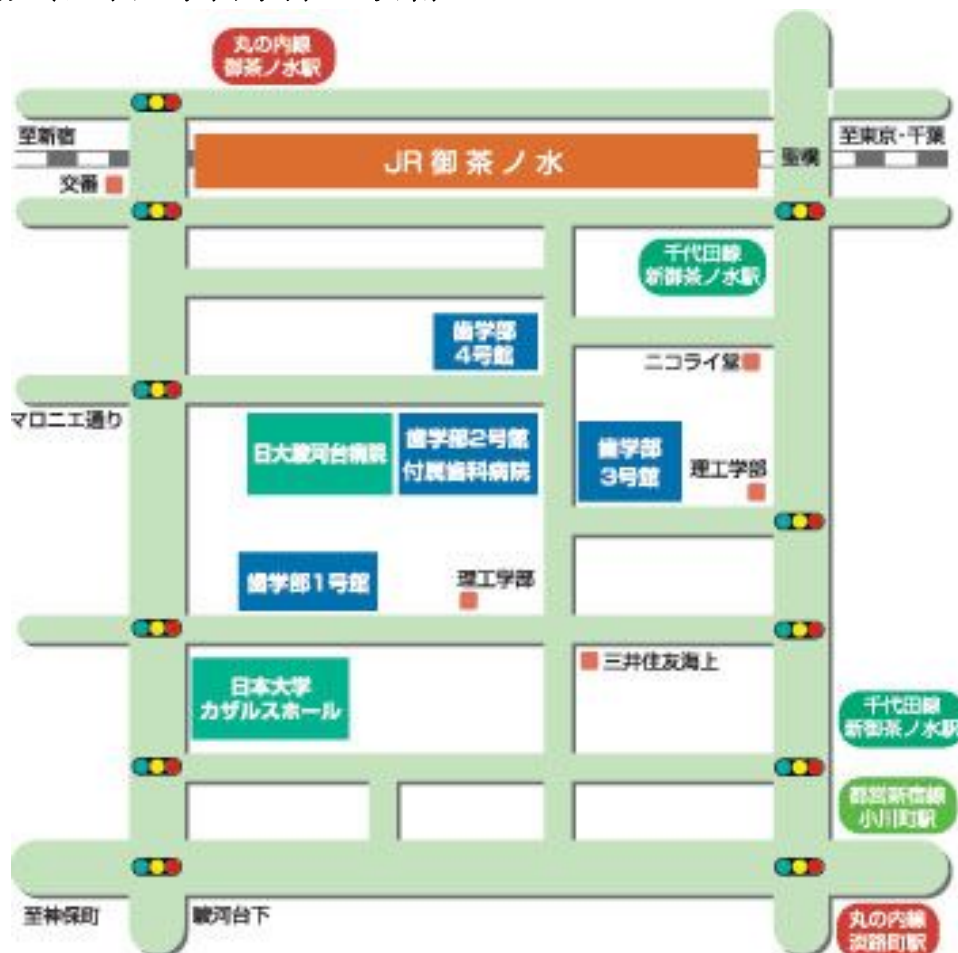 丸の内線
御茶ノ水駅
至新宿
JR御茶ノ水
聖橋
至東京・千葉
交番
千代田線
新御茶ノ水駅
歯学部
4号館
ニコライ堂
マロニエ通り
日大駿河台病院
歯学部2号館
付属歯科病院
歯学部
3号館
理工学部
歯学部1号館
理工学部
三井住友海上
日本大学
カザルスホール
千代田線
新御茶ノ水駅
都営新宿線
小川町駅
至神保町
駿河台下
丸の内線
淡路町駅